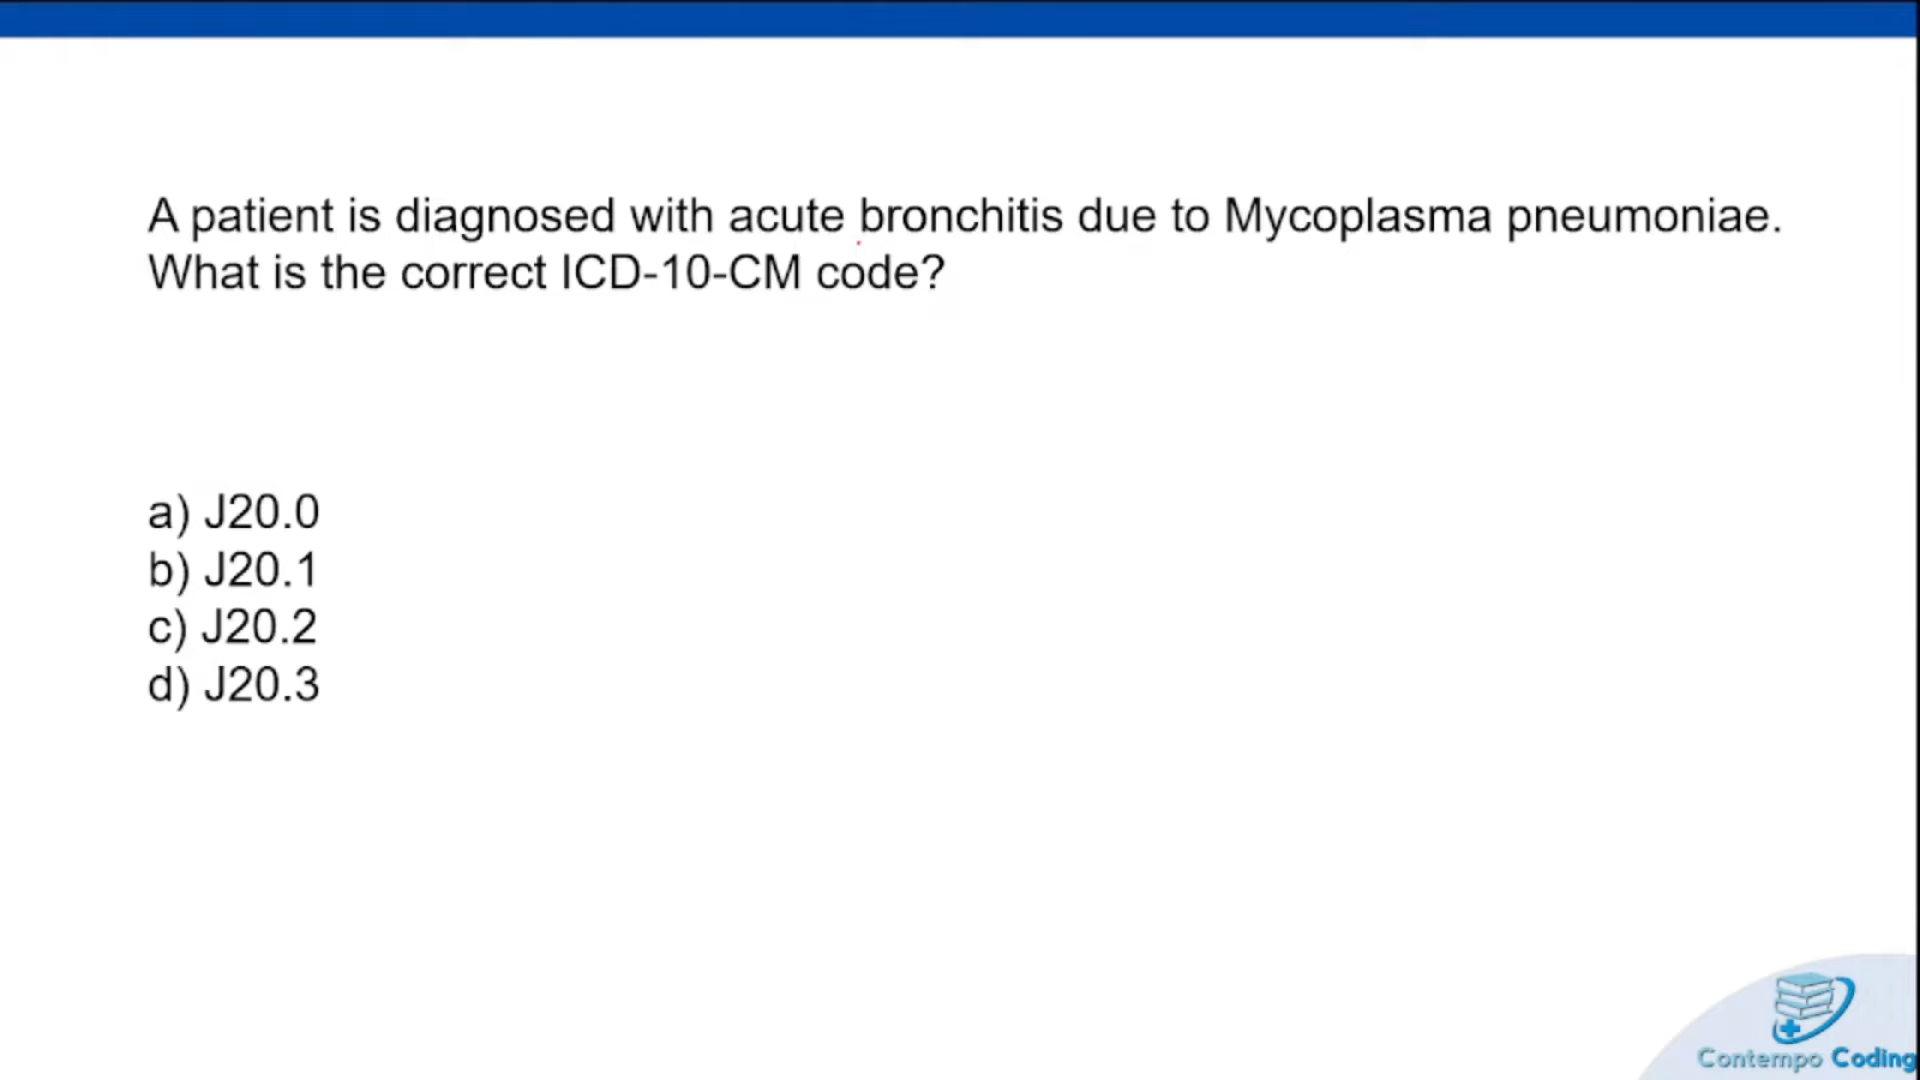 A patient is diagnosed with acute bronchitis due to Mycoplasma pneumoniae.
What is the correct ICD-10-CM code?
a) J20.0
b) J20.1
c) J20.2
d) J20.3
Contempo Coding